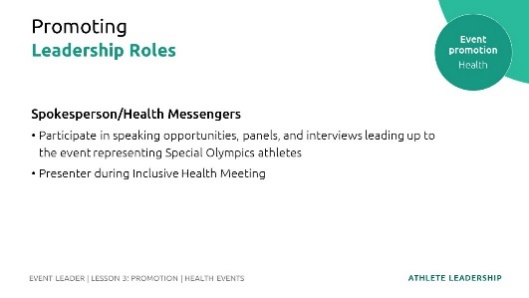 Promoting
Leadership Roles
Event
promotion
Health
Spokesperson/Health Messengers
• Participate in speaking opportunities, panels, and interviews leading up to
the event representing Special Olympics athletes
• Presenter during Inclusive Health Meeting
EVENT LEADER | LESSON 3: PROMOTION | HEALTH EVENTS
ATHLETE LEADERSHIP